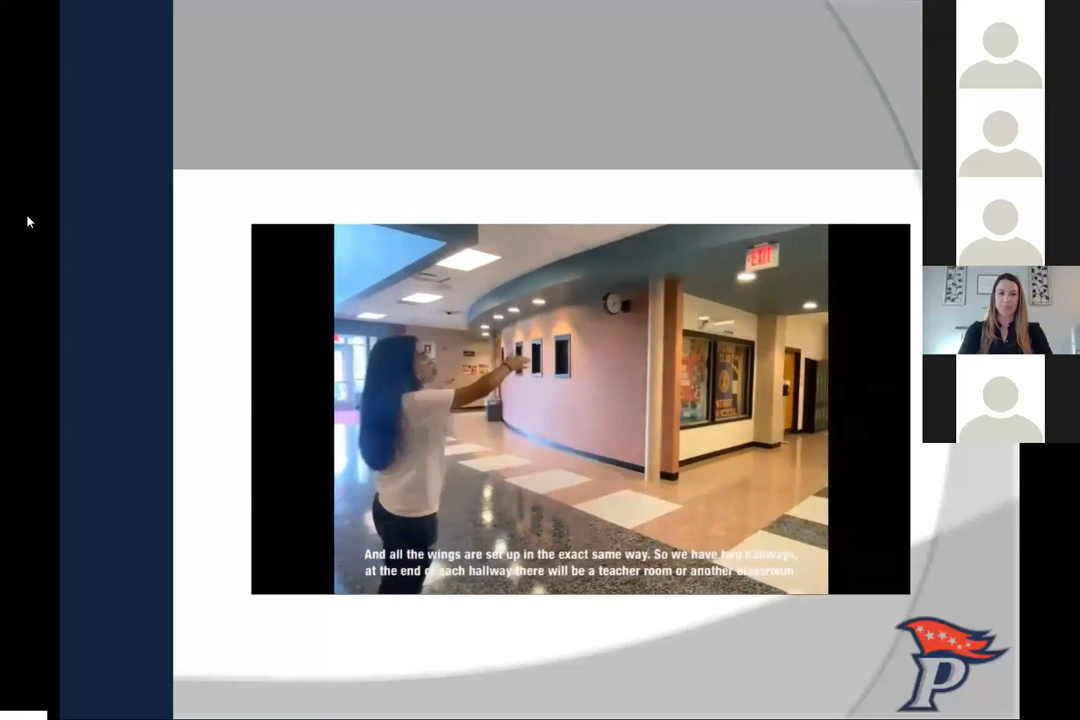 EXIT
And all the wings are set up in the exact same way. So we have two hallways,
at the end of each hallway there will be a teacher room or another classroom
P